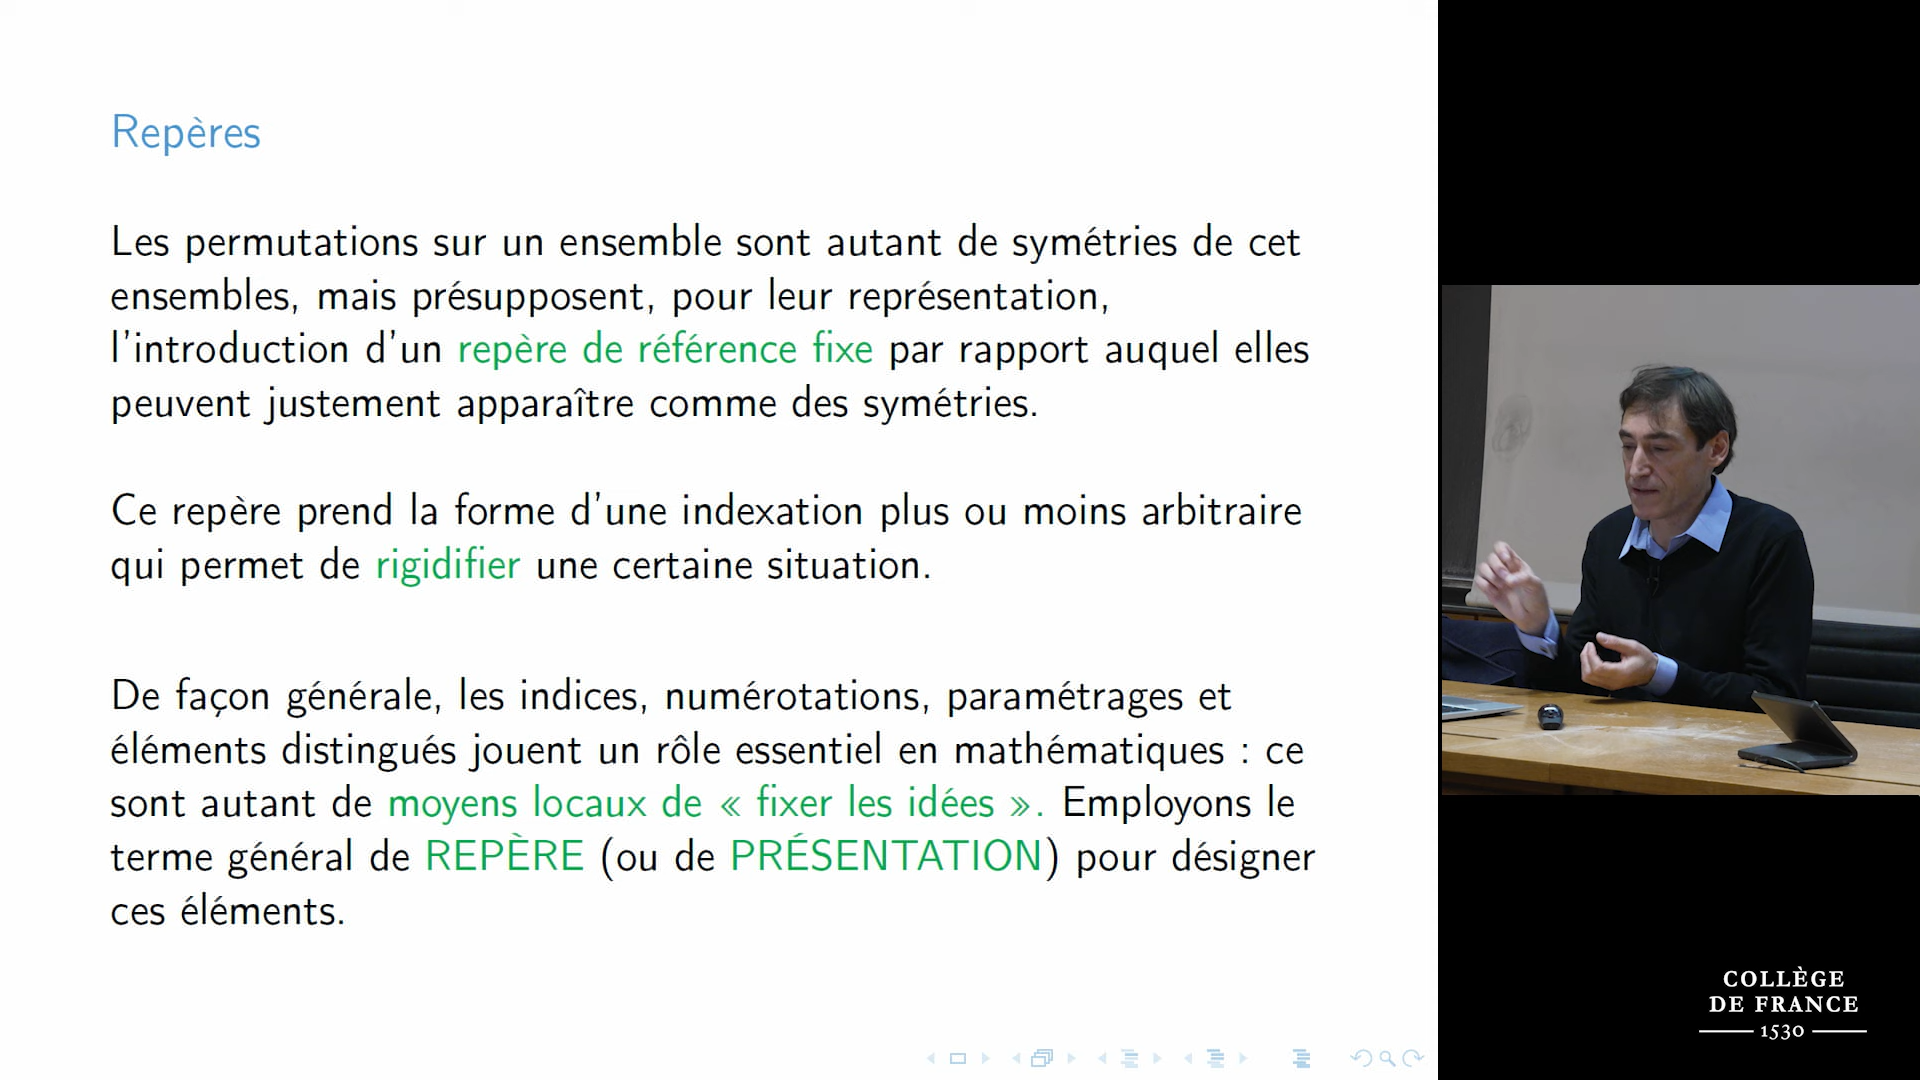 Repères
Les permutations sur un ensemble sont autant de symétries de cet
ensembles, mais présupposent, pour leur représentation,
l'introduction d'un repère de référence fixe par rapport auquel elles
peuvent justement apparaître comme des symétries.
Ce repère prend la forme d'une indexation plus ou moins arbitraire
qui permet de rigidifier une certaine situation.
De façon générale, les indices, numérotations, paramétrages et
éléments distingués jouent un rôle essentiel en mathématiques : ce
sont autant de moyens locaux de « fixer les idées ». Employons le
terme général de REPÈRE (ou de PRÉSENTATION) pour désigner
ces éléments.
COLLÈGE
DE FRANCE
1530